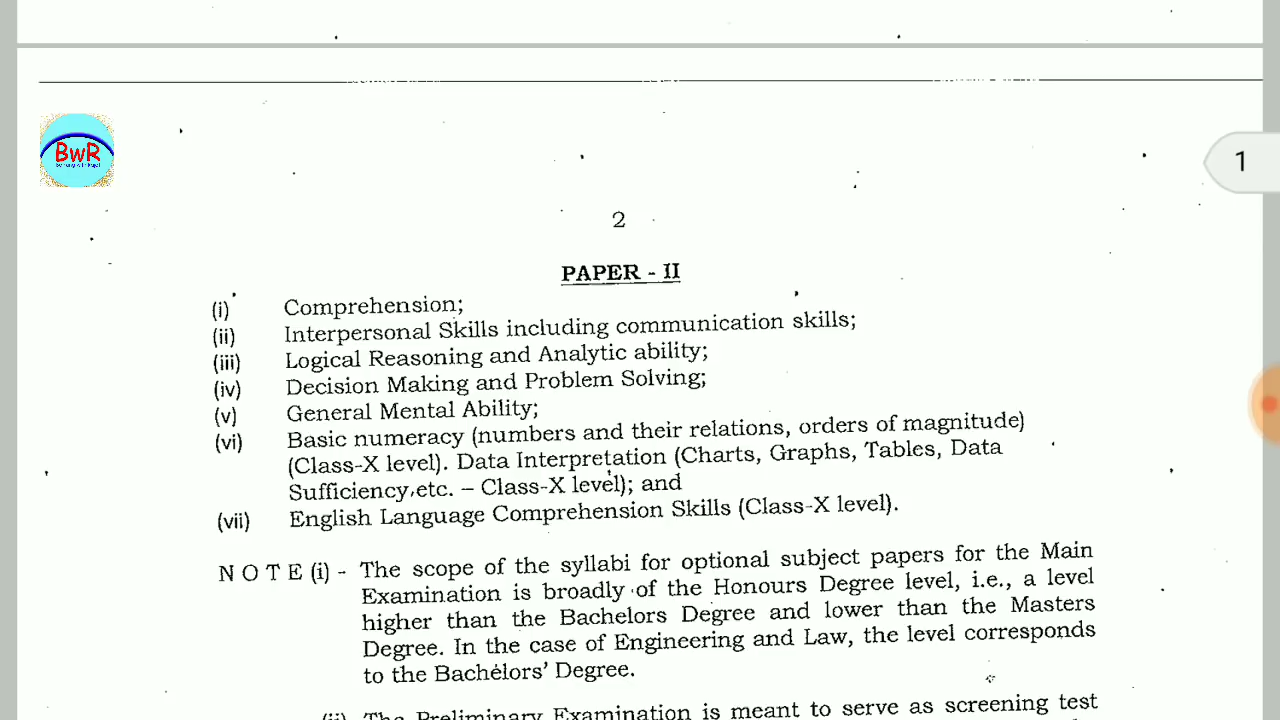 BwR
1
2
PAPER - II
(i) Comprehension;
(ii) Interpersonal Skills including communication skills;
(iii) Logical Reasoning and Analytic ability;
(iv) Decision Making and Problem Solving;
(v) General Mental Ability;
(vi) Basic numeracy (numbers and their relations, orders of magnitude)
(Class-X level). Data Interpretation (Charts, Graphs, Tables, Data
Sufficiency, etc. – Class-X level); and
(vii) English Language Comprehension Skills (Class-X level).
N O T E (i) - The scope of the syllabi for optional subject papers for the Main
Examination is broadly of the Honours Degree level, i.e., a level
higher than the Bachelors Degree and lower than the Masters
Degree. In the case of Engineering and Law, the level corresponds
to the Bachelors' Degree.
(ii) The Preliminary Examination is meant to serve as screening test